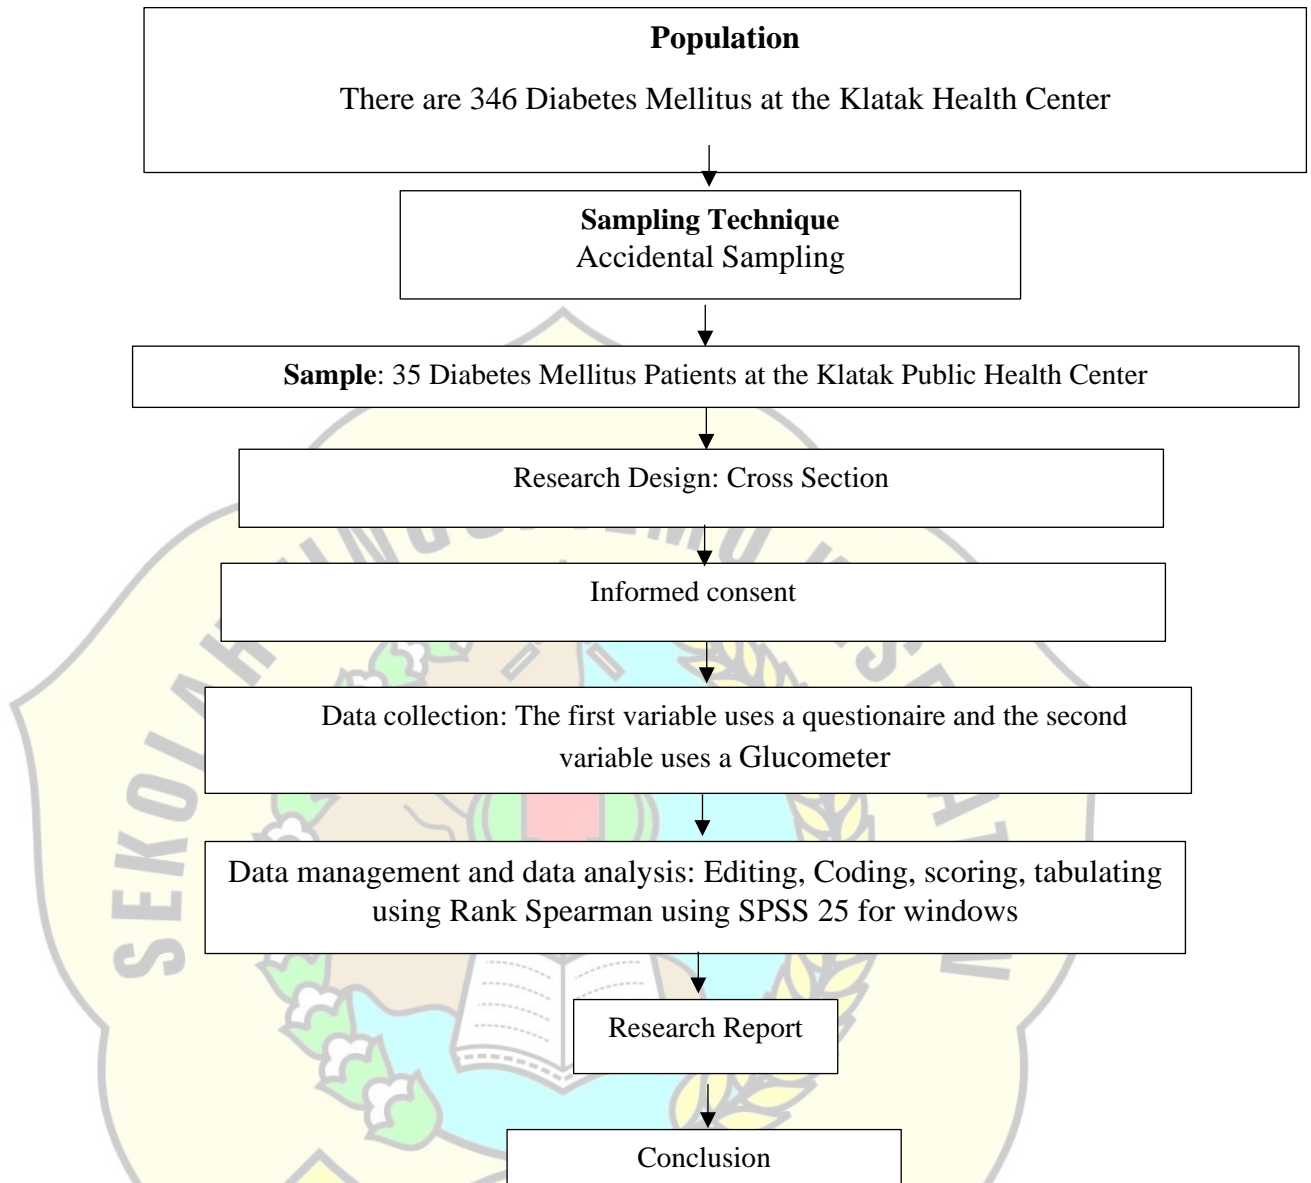 Population
There are 346 Diabetes Mellitus at the Klatak Health Center
Sampling Technique
Accidental Sampling
Sample: 35 Diabetes Mellitus Patients at the Klatak Public Health Center
Research Design: Cross Section
Informed consent
Data collection: The first variable uses a questionaire and the second
variable uses a Glucometer
Data management and data analysis: Editing, Coding, scoring, tabulating
using Rank Spearman using SPSS 25 for windows
Research Report
Conclusion